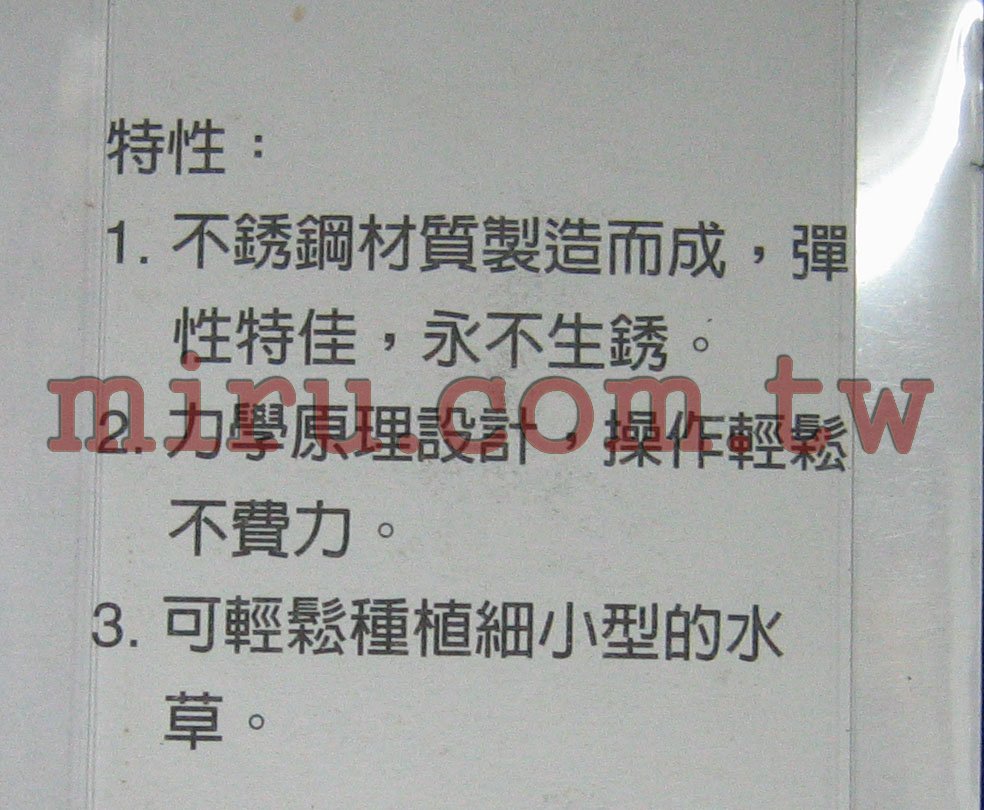 特性：
1. 不銹鋼材質製造而成，彈
性特佳，永不生銹。
miru.com.tw
2. 力學原理設計，操作輕鬆
不費力。
3. 可輕鬆種植細小型的水
草。